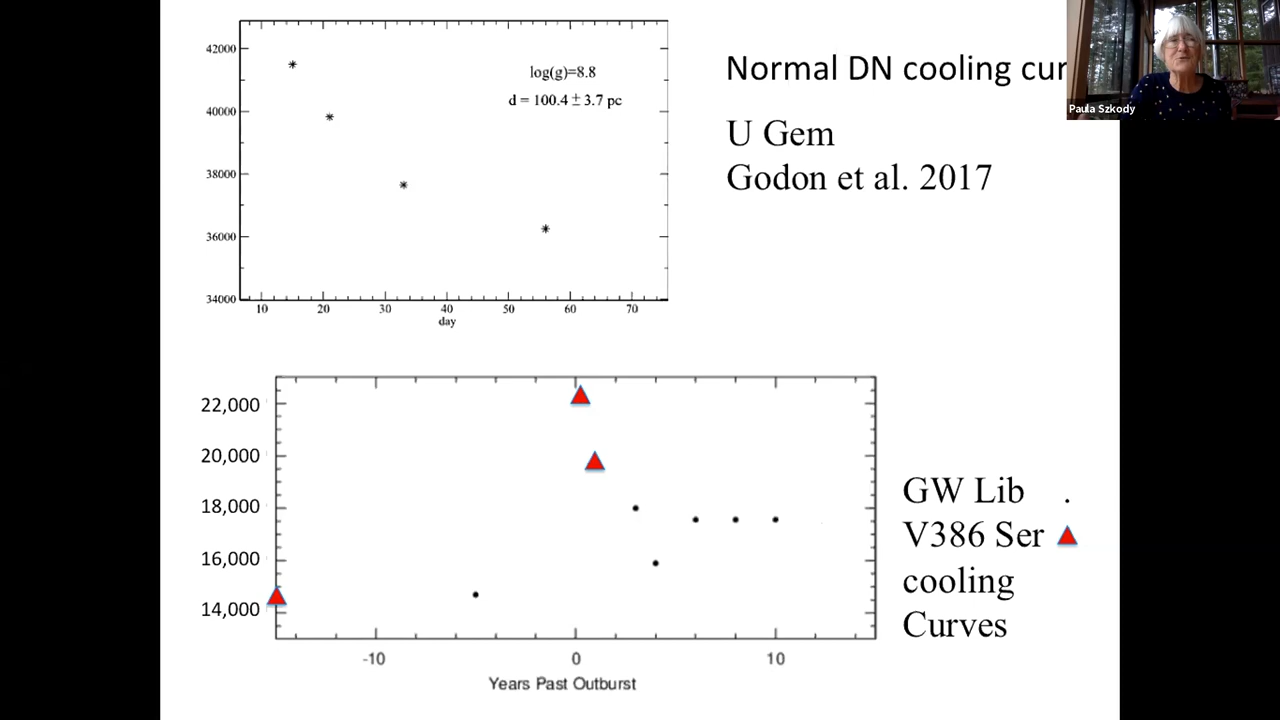 42000
40000
38000
36000
34000
10 20 30 40 50 60 70
day
log(g)=8.8
d = 100.4 ± 3.7 pc
Normal DN cooling cur
U Gem
Godon et al. 2017
Paula Szkody
22,000
20,000
18,000
16,000
14,000
-10 0 10
Years Past Outburst
GW Lib .
V386 Ser
cooling
Curves